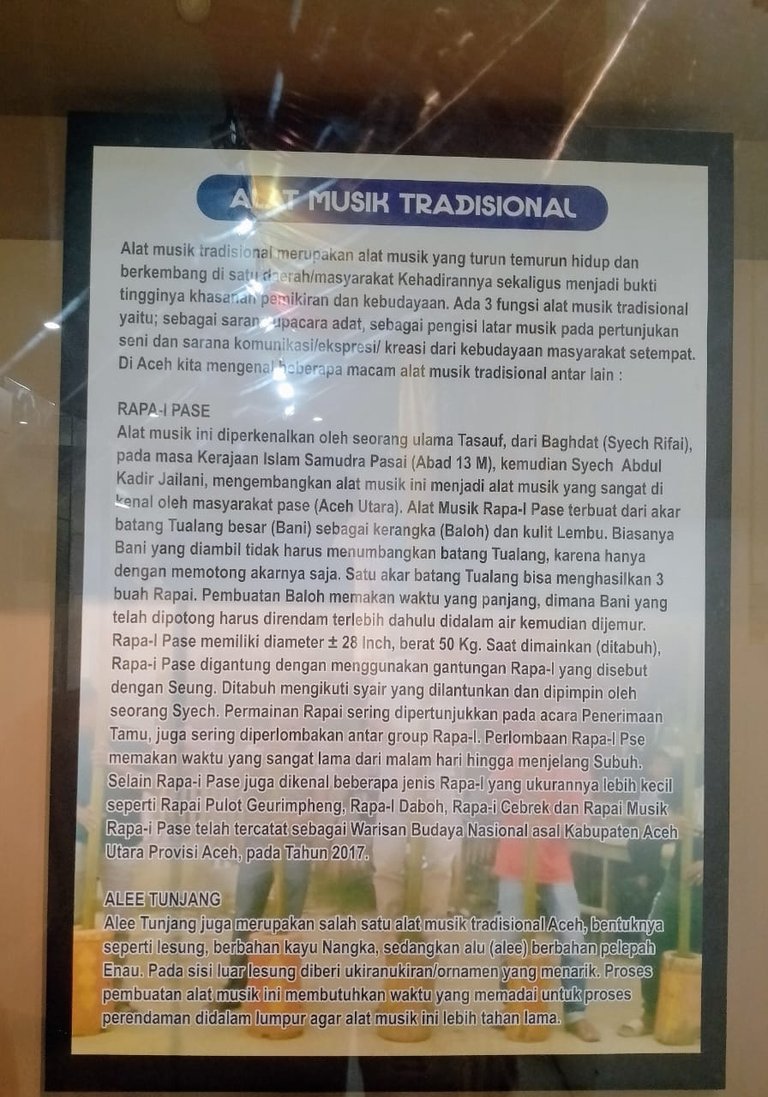 ALAT MUSIK TRADISIONAL
Alat musik tradisional merupakan alat musik yang turun temurun hidup dan
berkembang di satu daerah/masyarakat Kehadirannya sekaligus menjadi bukti
tingginya khasanah pemikiran dan kebudayaan. Ada 3 fungsi alat musik tradisional
yaitu; sebagai sarana upacara adat, sebagai pengisi latar musik pada pertunjukan
seni dan sarana komunikasi/ekspresi/ kreasi dari kebudayaan masyarakat setempat.
Di Aceh kita mengenal beberapa macam alat musik tradisional antar lain :
RAPA-I PASE
Alat musik ini diperkenalkan oleh seorang ulama Tasauf, dari Baghdat (Syech Rifai),
pada masa Kerajaan Islam Samudra Pasai (Abad 13 M), kemudian Syech Abdul
Kadir Jailani, mengembangkan alat musik ini menjadi alat musik yang sangat di
kenal oleh masyarakat pase (Aceh Utara). Alat Musik Rapa-I Pase terbuat dari akar
batang Tualang besar (Bani) sebagai kerangka (Baloh) dan kulit Lembu. Biasanya
Bani yang diambil tidak harus menumbangkan batang Tualang, karena hanya
dengan memotong akarnya saja. Satu akar batang Tualang bisa menghasilkan 3
buah Rapai. Pembuatan Baloh memakan waktu yang panjang, dimana Bani yang
telah dipotong harus direndam terlebih dahulu didalam air kemudian dijemur.
Rapa-I Pase memiliki diameter ± 28 Inch, berat 50 Kg. Saat dimainkan (ditabuh),
Rapa-i Pase digantung dengan menggunakan gantungan Rapa-I yang disebut
dengan Seung. Ditabuh mengikuti syair yang dilantunkan dan dipimpin oleh
seorang Syech. Permainan Rapai sering dipertunjukkan pada acara Penerimaan
Tamu, juga sering diperlombakan antar group Rapa-I. Perlombaan Rapa-I Pse
memakan waktu yang sangat lama dari malam hari hingga menjelang Subuh.
Selain Rapa-i Pase juga dikenal beberapa jenis Rapa-I yang ukurannya lebih kecil
seperti Rapai Pulot Geurimpheng, Rapa-I Daboh, Rapa-i Cebrek dan Rapai Musik
Rapa-i Pase telah tercatat sebagai Warisan Budaya Nasional asal Kabupaten Aceh
Utara Provisi Aceh, pada Tahun 2017.
ALEE TUNJANG
Alee Tunjang juga merupakan salah satu alat musik tradisional Aceh, bentuknya
seperti lesung, berbahan kayu Nangka, sedangkan alu (alee) berbahan pelepah
Enau. Pada sisi luar lesung diberi ukiranukiran/ornamen yang menarik. Proses
pembuatan alat musik ini membutuhkan waktu yang memadai untuk proses
perendaman didalam lumpur agar alat musik ini lebih tahan lama.